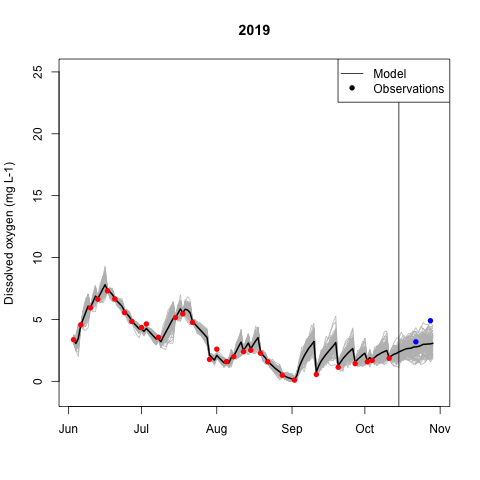 2019
Model
Observations
Dissolved oxygen (mg L-1)
25
20
15
10
5
0
Jun Jul Aug Sep Oct Nov